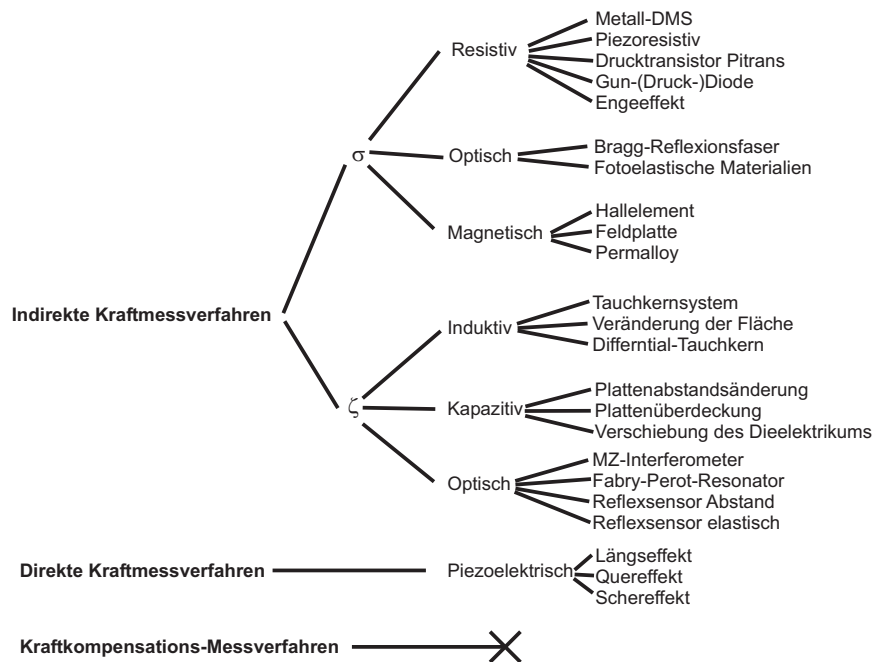 Indirekte Kraftmessverfahren
σ
Resistiv
Metall-DMS
Piezoresistiv
Drucktransistor Pitrans
Gun-(Druck-)Diode
Engeeffekt
Optisch
Bragg-Reflexionsfaser
Fotoelastische Materialien
Magnetisch
Hallelement
Feldplatte
Permalloy
ζ
Induktiv
Tauchkernsystem
Veränderung der Fläche
Differntial-Tauchkern
Kapazitiv
Plattenabstandsänderung
Plattenüberdeckung
Verschiebung des Dieelektrikums
Optisch
MZ-Interferometer
Fabry-Perot-Resonator
Reflexsensor Abstand
Reflexsensor elastisch
Direkte Kraftmessverfahren
Piezoelektrisch
Längseffekt
Quereffekt
Schereffekt
Kraftkompensations-Messverfahren